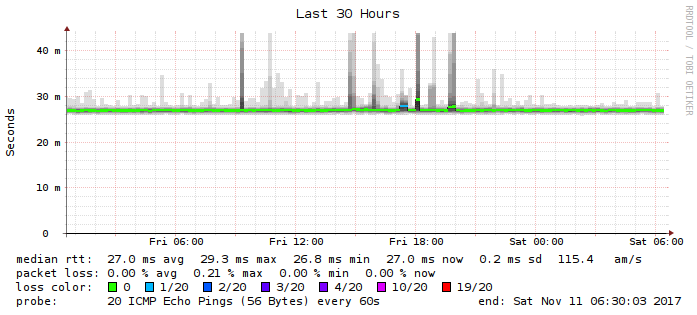 Last 30 Hours
RRDTOOL / TOBI OETIKER
Seconds
40 m
30 m
20 m
10 m
0
Fri 06:00 Fri 12:00 Fri 18:00 Sat 00:00 Sat 06:00
median rtt: 27.0 ms avg 29.3 ms max 26.8 ms min 27.0 ms now 0.2 ms sd 115.4 am/s
packet loss: 0.00 % avg 0.21 % max 0.00 % min 0.00 % now
loss color: 0 1/20 2/20 3/20 4/20 10/20 19/20
probe: 20 ICMP Echo Pings (56 Bytes) every 60s end: Sat Nov 11 06:30:03 2017